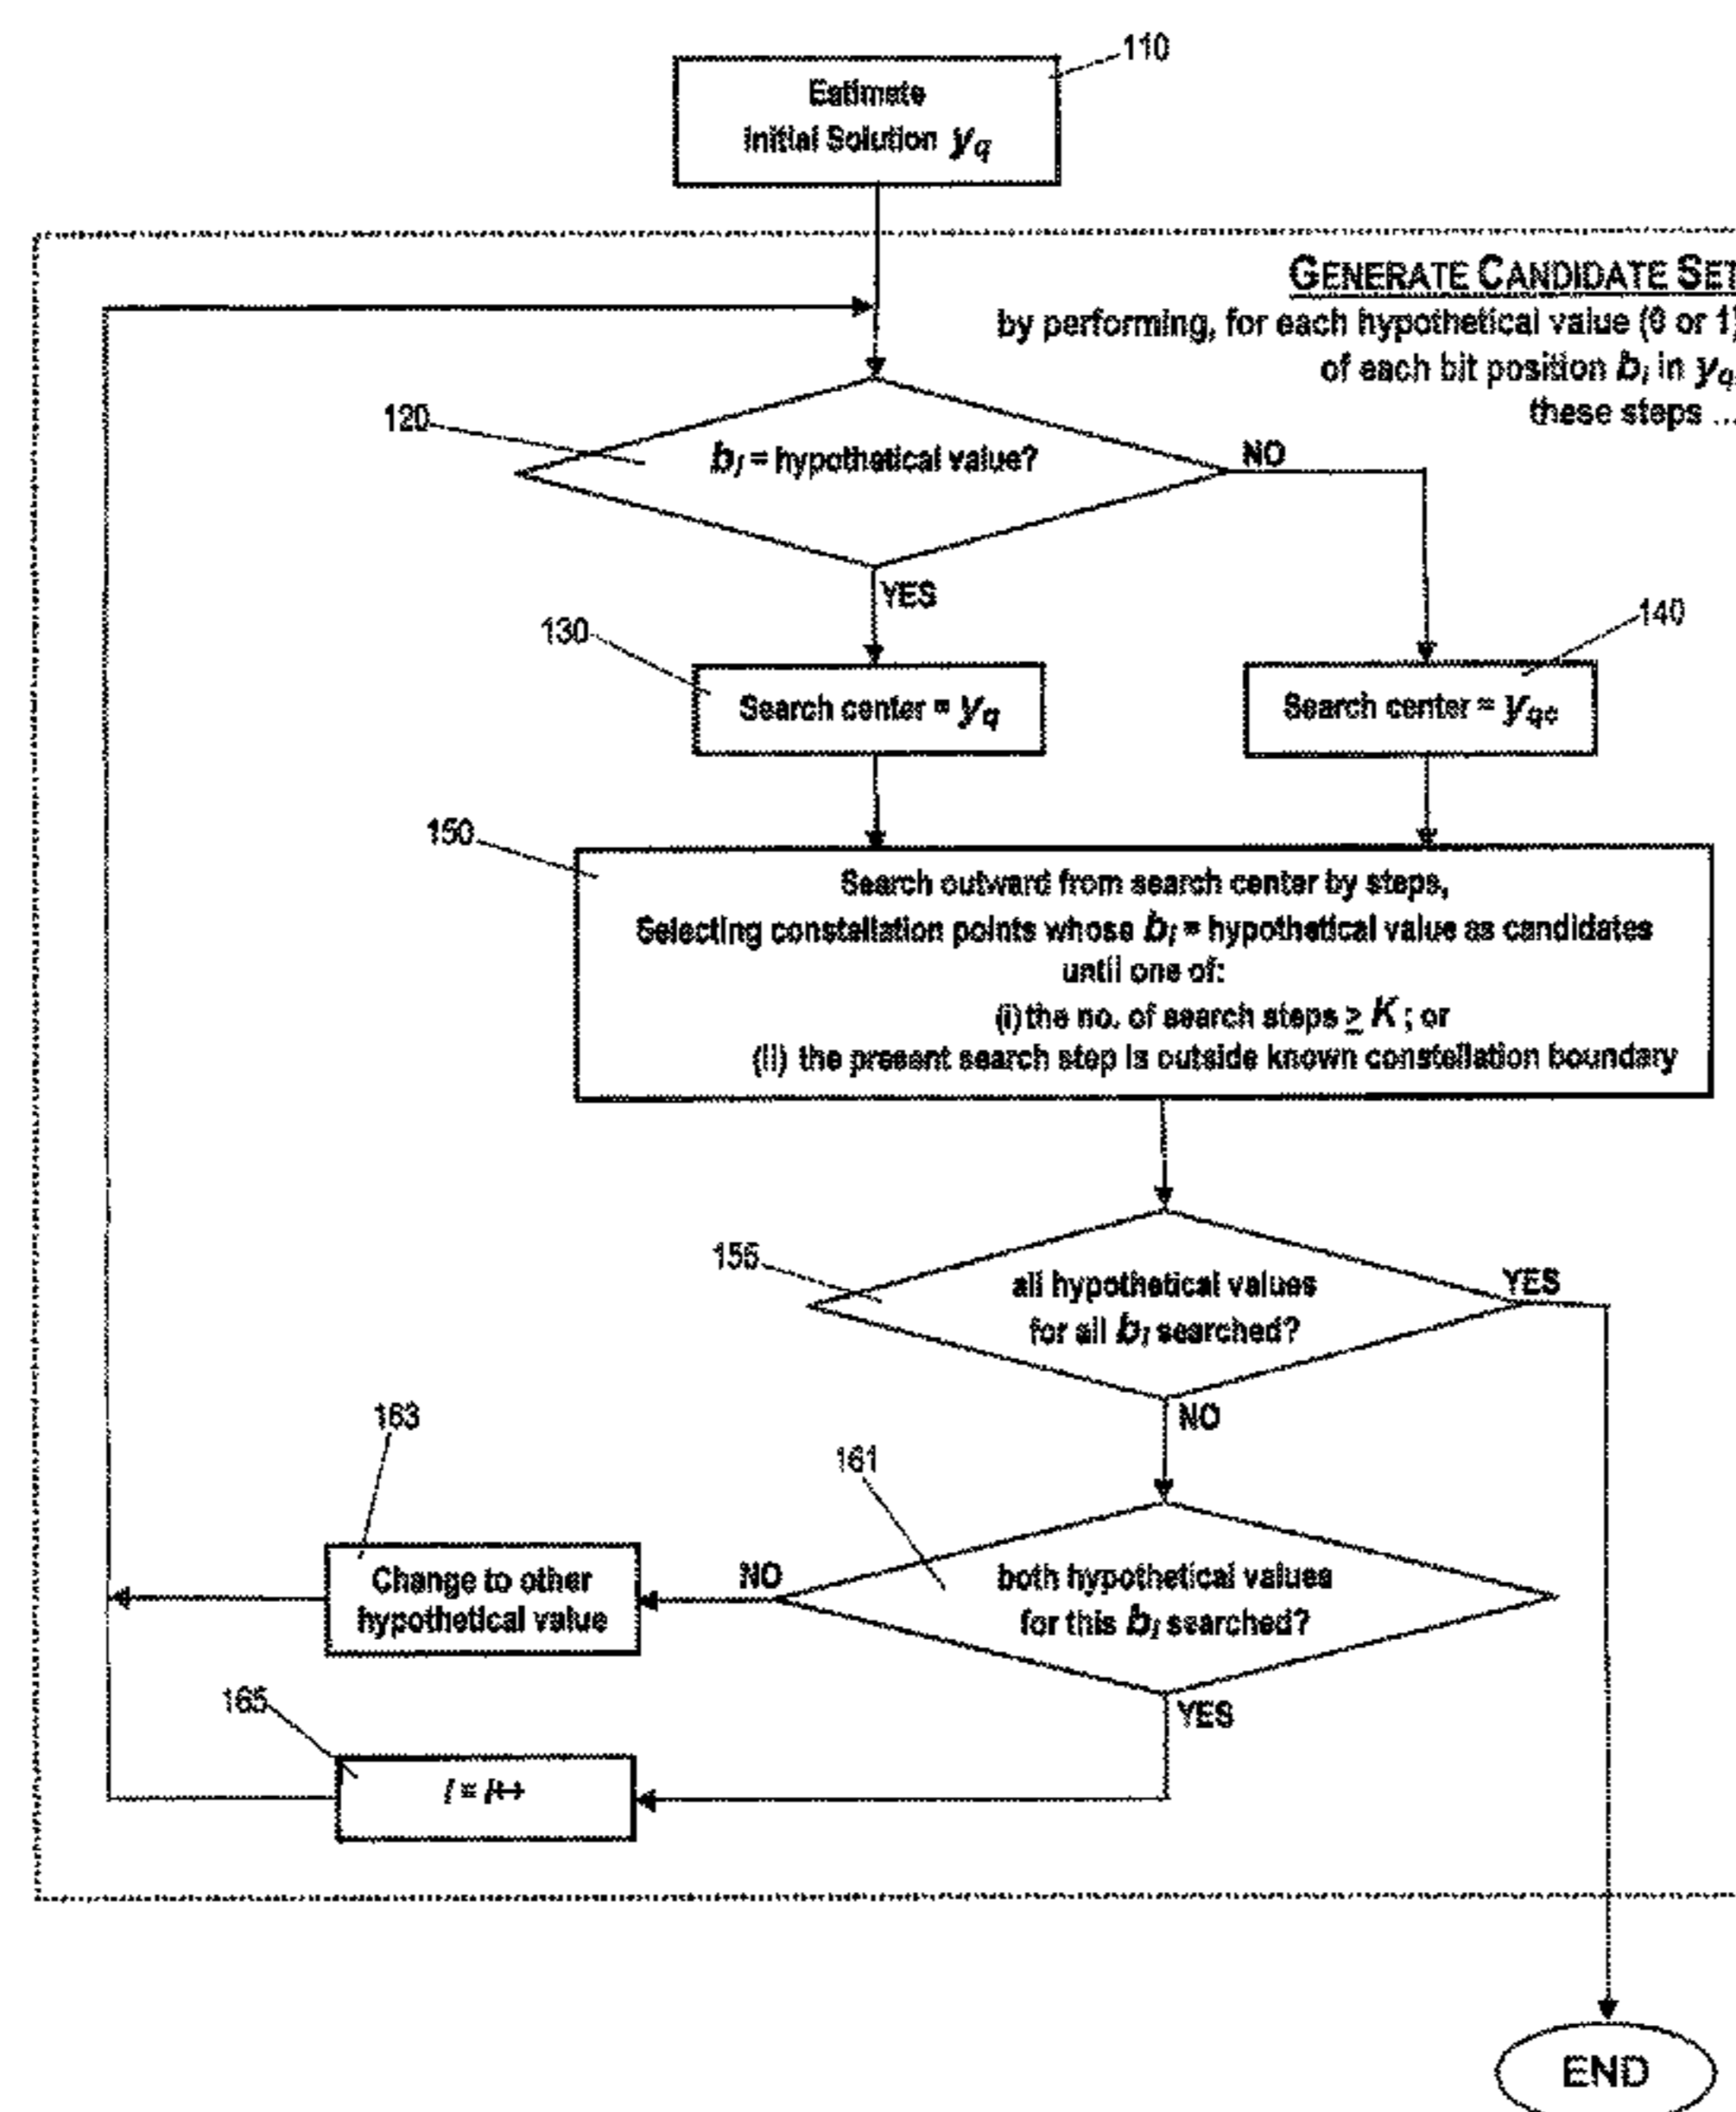 110
Estimate
Initial Solution yq
GENERATE CANDIDATE SET
by performing, for each hypothetical value (0 or 1)
of each bit position bi in yq,
these steps ...
120
bi = hypothetical value?
NO
YES
130
140
Search center = yq
Search center = yqc
150
Search outward from search center by steps,
Selecting constellation points whose bi = hypothetical value as candidates
until one of:
(i) the no. of search steps ≥ K ; or
(ii) the present search step is outside known constellation boundary
155
all hypothetical values
for all bi searched?
YES
NO
163
161
Change to other
hypothetical value
NO
both hypothetical values
for this bi searched?
YES
165
i = i++
END